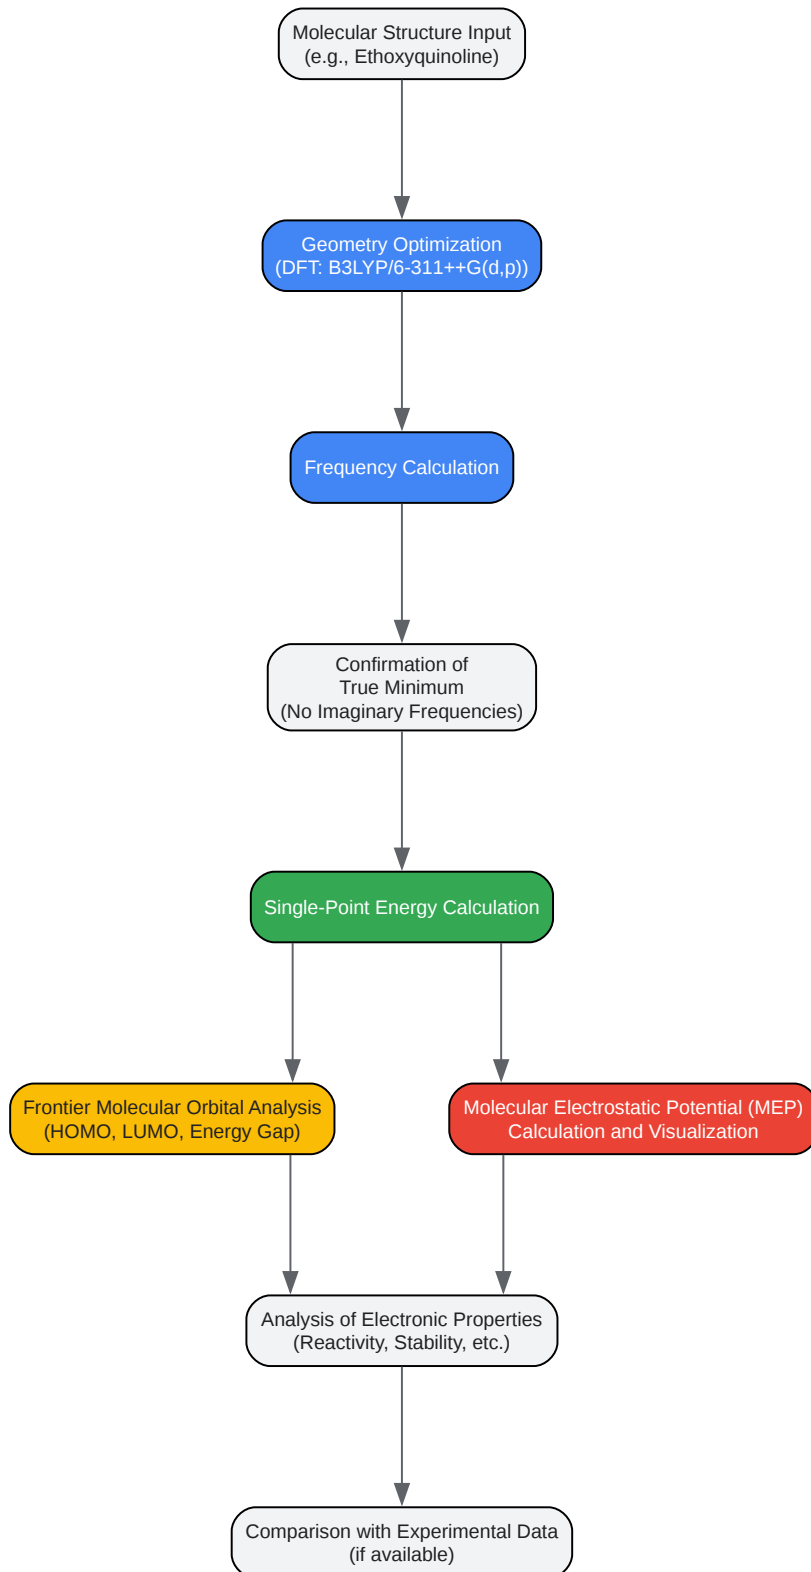 Molecular Structure Input
(e.g., Ethoxyquinoline)
Geometry Optimization
(DFT: B3LYP/6-311++G(d,p))
Frequency Calculation
Confirmation of
True Minimum
(No Imaginary Frequencies)
Single-Point Energy Calculation
Frontier Molecular Orbital Analysis
(HOMO, LUMO, Energy Gap)
Molecular Electrostatic Potential (MEP)
Calculation and Visualization
Analysis of Electronic Properties
(Reactivity, Stability, etc.)
Comparison with Experimental Data
(if available)